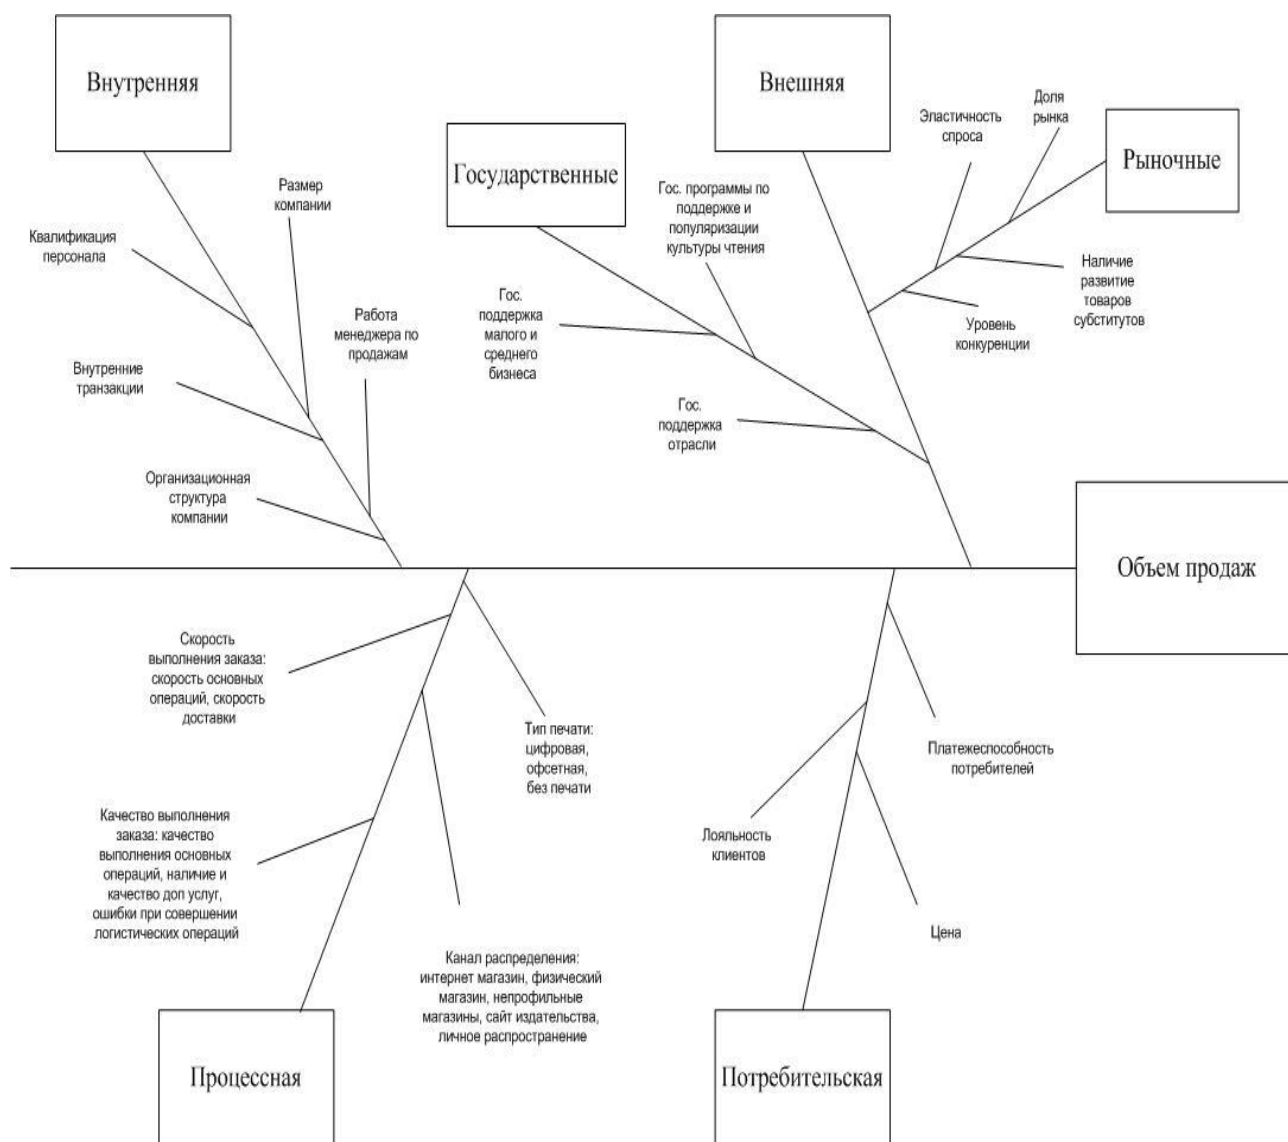 Внутренняя
Внешняя
Государственные
Рыночные
Эластичность
спроса
Доля
рынка
Размер
компании
Квалификация
персонала
Гос. программы по
поддержке и
популяризации
культуры чтения
Наличие
развитие
товаров
субститутов
Гос.
поддержка
малого и
среднего
бизнеса
Работа
менеджера по
продажам
Уровень
конкуренции
Внутренние
транзакции
Гос.
поддержка
отрасли
Организационная
структура
компании
Объем продаж
Скорость
выполнения заказа:
скорость основных
операций, скорость
доставки
Тип печати:
цифровая,
офсетная,
без печати
Платежеспособность
потребителей
Качество выполнения
заказа: качество
выполнения основных
операций, наличие и
качество доп услуг,
ошибки при совершении
логистических операций
Лояльность
клиентов
Цена
Канал распределения:
интернет магазин, физический
магазин, непрофильные
магазины, сайт издательства,
личное распространение
Процессная
Потребительская